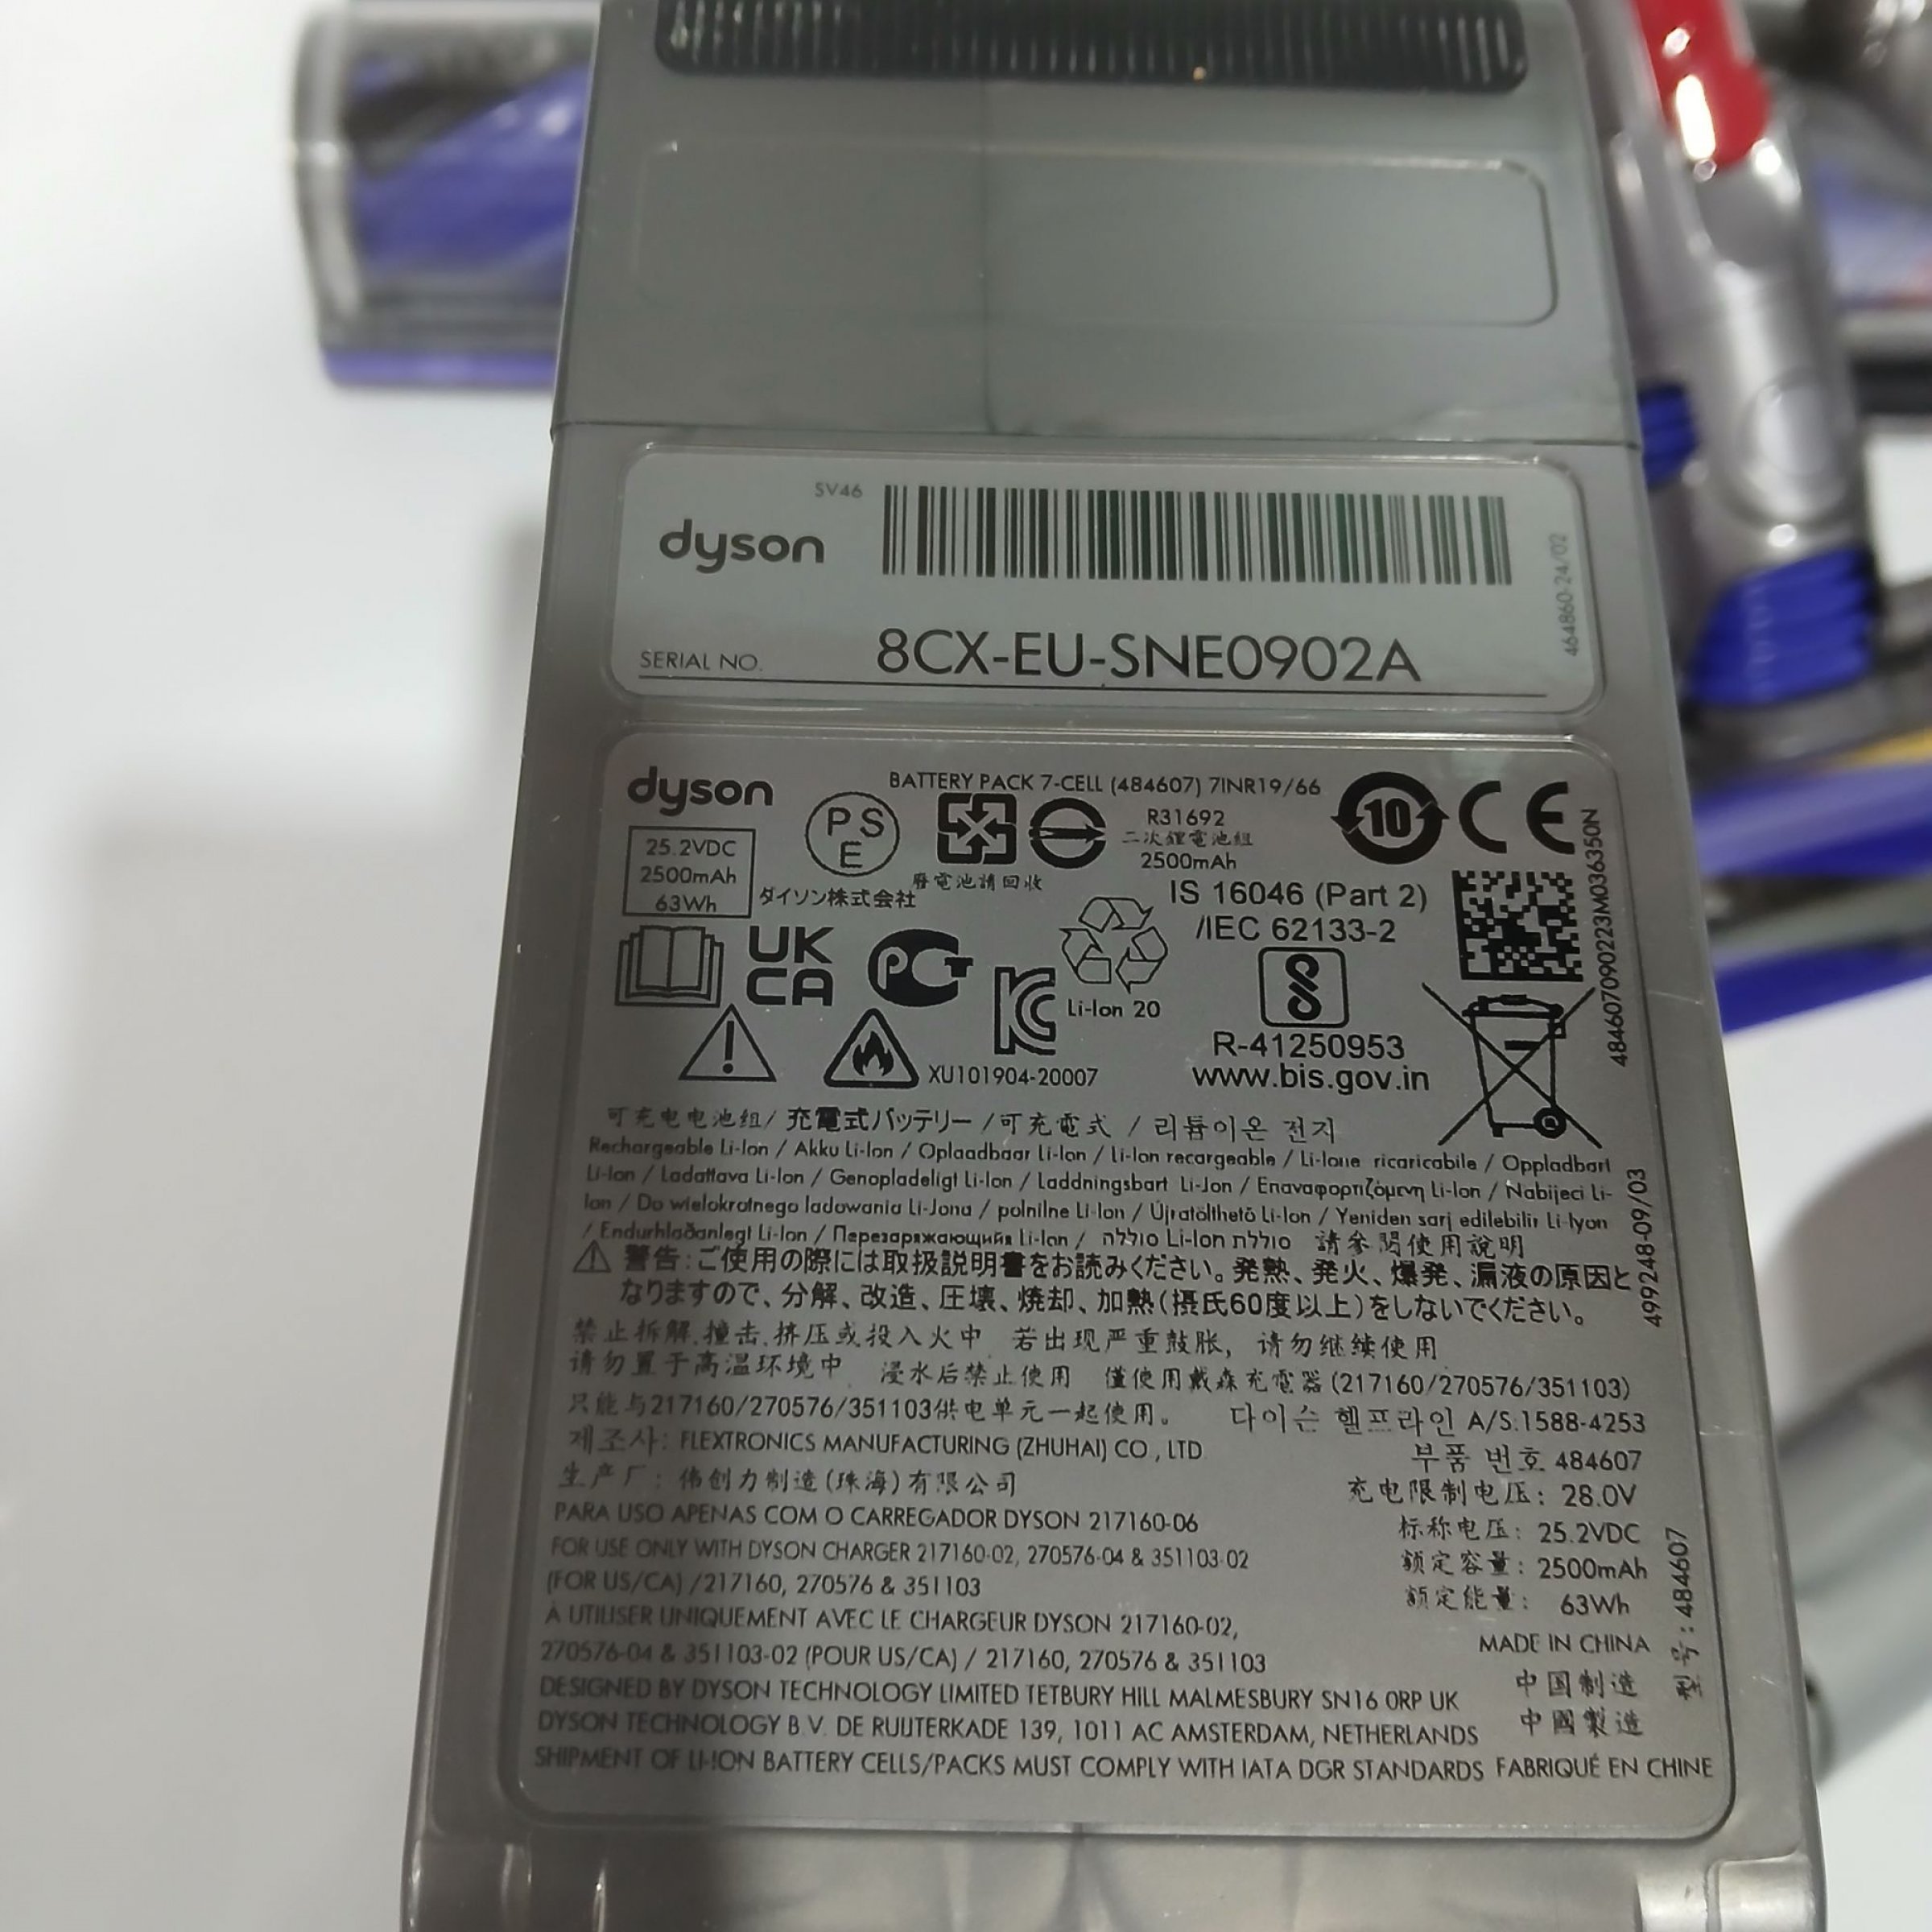 SV46
dyson
464860-24/02
SERIAL NO. 8CX-EU-SNE0902A
dyson
BATTERY PACK 7-CELL (484607) 7INR19/66
25.2VDC
2500mAh
63Wh
PS
E
ダイソン株式会社
廢電池請回收
R31692
二次鋰電池組
2500mAh
10
CE
IS 16046 (Part 2)
/IEC 62133-2
484607090223M036350N
UK
CA
Li-Ion 20
R-41250953
www.bis.gov.in
XU101904-20007
可充电电池组/ 充電式バッテリー /可充電式 / 리튬이온 전지
Rechargeable Li-Ion / Akku Li-Ion / Oplaadbaar Li-Ion / Li-Ion recargeable / Li-Ione ricaricabile / Oppladbart
Li-Ion / Ladattava Li-Ion / Genopladeligt Li-Ion / Laddningsbart Li-Jon / Επαναφορτιζόμενη Li-Ion / Nabíjecí Li-
Ion / Do wielokrotnego ladowania Li-Jona / polnilne Li-Ion / Újratölthető Li-Ion / Yeniden sarj edilebilir Li-Iyon
/ Endurhlaðanlegt Li-Ion / Перезаряжающийя Li-Ion / סוללה Li-Ion סוללת 請參閱使用說明
警告:ご使用の際には取扱説明書をお読みください。発熱、発火、爆発、漏液の原因と
なりますので、分解、改造、圧壊、焼却、加熱(摂氏60度以上)をしないでください。
499248-09/03
禁止拆解,撞击,挤压或投入火中 若出现严重鼓胀, 请勿继续使用
请勿置于高温环境中 浸水后禁止使用 僅使用戴森充電器(217160/270576/351103)
只能与217160/270576/351103供电单元一起使用。 다이슨 헬프라인 A/S:1588-4253
제조사: FLEXTRONICS MANUFACTURING (ZHUHAI) CO., LTD
부품 번호 484607
生产厂: 伟创力制造(珠海)有限公司
充电限制电压: 28.0V
PARA USO APENAS COM O CARREGADOR DYSON 217160-06
标称电压: 25.2VDC
FOR USE ONLY WITH DYSON CHARGER 217160-02, 270576-04 & 351103-02
额定容量: 2500mAh
(FOR US/CA) /217160, 270576 & 351103
额定能量: 63Wh
À UTILISER UNIQUEMENT AVEC LE CHARGEUR DYSON 217160-02,
MADE IN CHINA
270576-04 & 351103-02 (POUR US/CA) / 217160, 270576 & 351103
中国制造
型号:484607
DESIGNED BY DYSON TECHNOLOGY LIMITED TETBURY HILL MALMESBURY SN16 0RP UK
中國製造
DYSON TECHNOLOGY B.V. DE RUIJTERKADE 139, 1011 AC AMSTERDAM, NETHERLANDS
SHIPMENT OF LI-ION BATTERY CELLS/PACKS MUST COMPLY WITH IATA DGR STANDARDS FABRIQUÉ EN CHINE